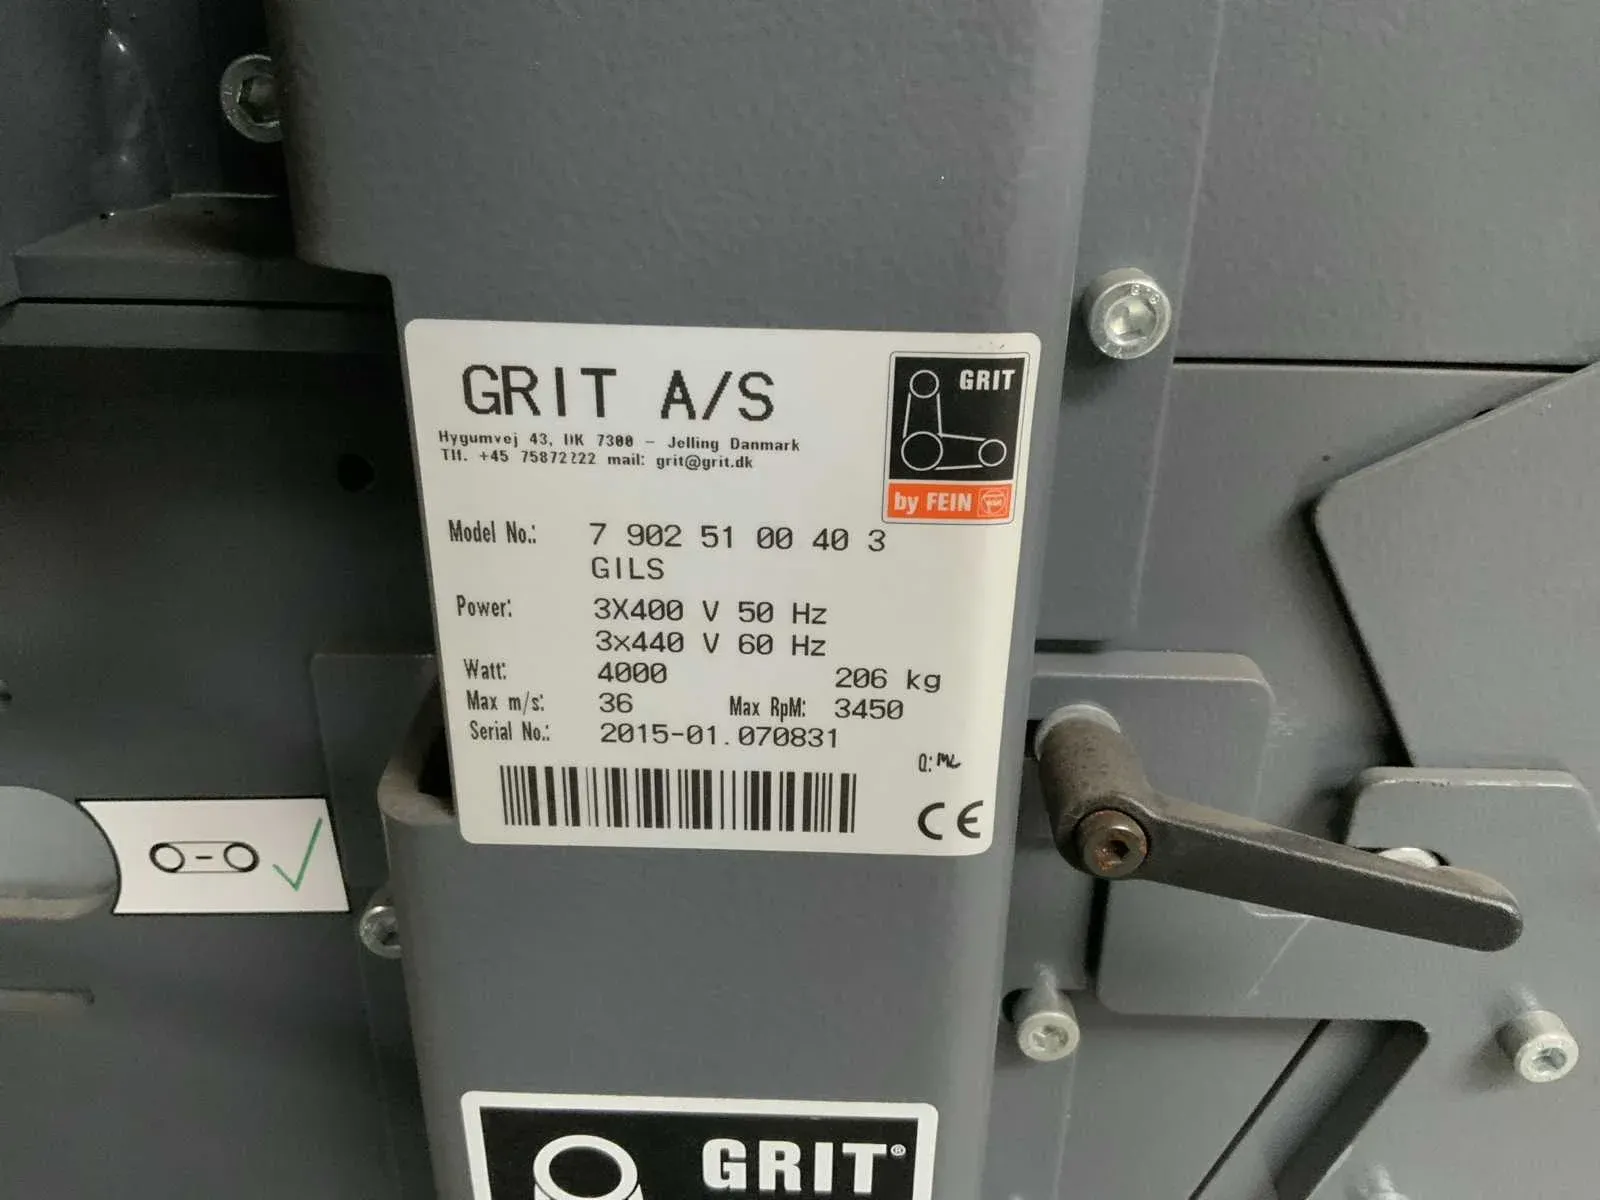 GRIT A/S
Hygumvej 43, DK 7300 - Jelling Danmark
Tlf. +45 75872222 mail: grit@grit.dk
GRIT
by FEIN
Model No.: 7 902 51 00 40 3
GILS
Power: 3X400 V 50 Hz
3x440 V 60 Hz
Watt: 4000 206 kg
Max m/s: 36 Max RpM: 3450
Serial No.: 2015-01.070831
Q: ML
CE
GRIT®